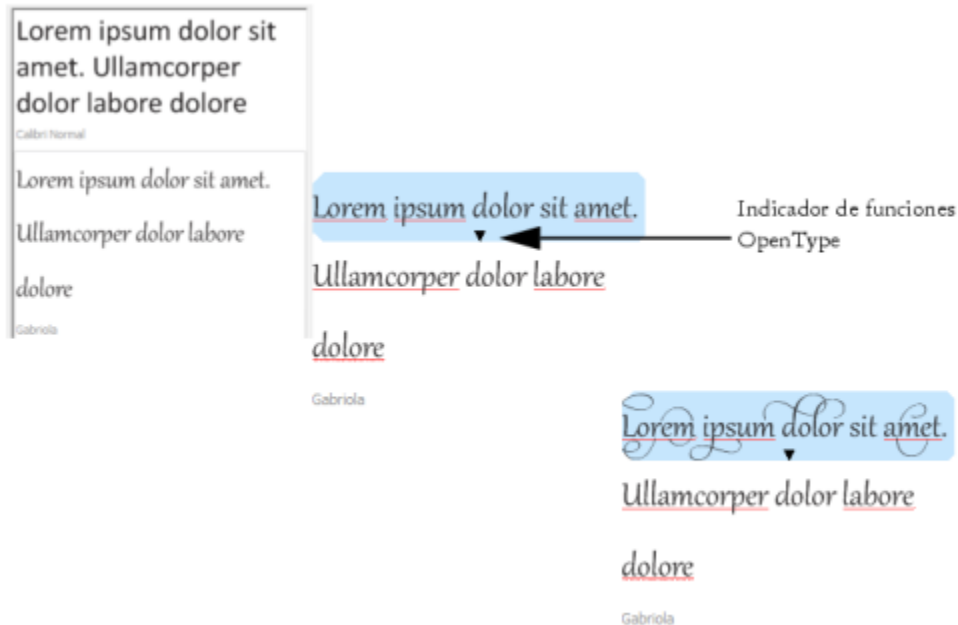 Lorem ipsum dolor sit
amet. Ullamcorper
dolor labore dolore
Calibri Normal
Lorem ipsum dolor sit amet.
Ullamcorper dolor labore
dolore
Gabriola
Lorem ipsum dolor sit amet.
Ullamcorper dolor labore
dolore
Gabriola
Indicador de funciones
OpenType
Lorem ipsum dolor sit amet.
Ullamcorper dolor labore
dolore
Gabriola